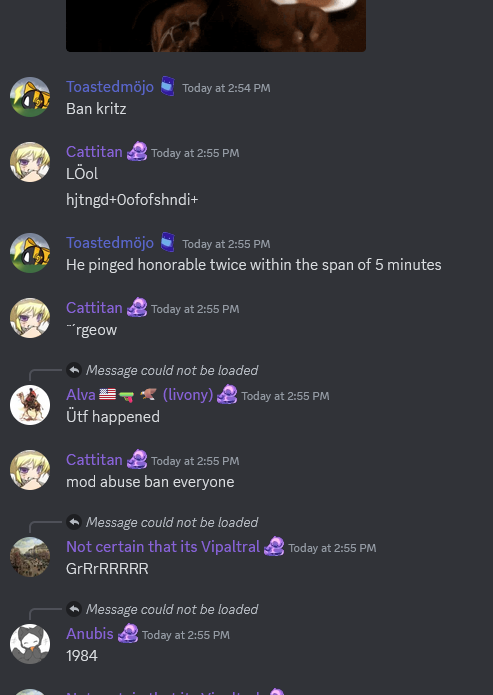 Toastedmöjo Today at 2:54 PM
Ban kritz
Cattitan Today at 2:55 PM
LÖol
hjtngd+0ofofshndi+
Toastedmöjo Today at 2:55 PM
He pinged honorable twice within the span of 5 minutes
Cattitan Today at 2:55 PM
¨´rgeow
Message could not be loaded
Alva 🇺🇸🔫🦅 (livony) Today at 2:55 PM
Ütf happened
Cattitan Today at 2:55 PM
mod abuse ban everyone
Message could not be loaded
Not certain that its Vipaltral Today at 2:55 PM
GrRrRRRRR
Message could not be loaded
Anubis Today at 2:55 PM
1984